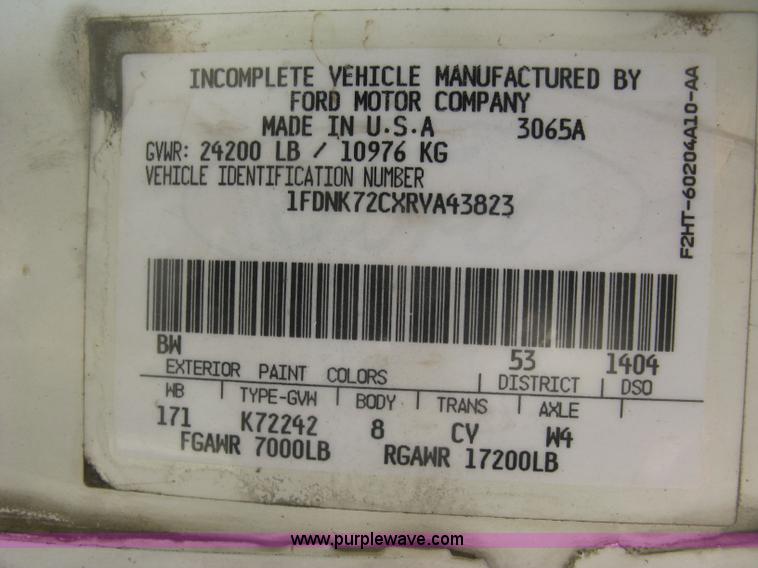 INCOMPLETE VEHICLE MANUFACTURED BY
FORD MOTOR COMPANY
MADE IN U.S.A 3065A
GVWR: 24200 LB / 10976 KG
VEHICLE IDENTIFICATION NUMBER
1FDNK72CXRVA43823
F2HT-60204A10-AA
BW 53 1404
EXTERIOR PAINT COLORS DISTRICT DSO
WB TYPE-GVW BODY TRANS AXLE
171 K72242 8 CV W4
FGAWR 7000LB RGAWR 17200LB
www.purplewave.com